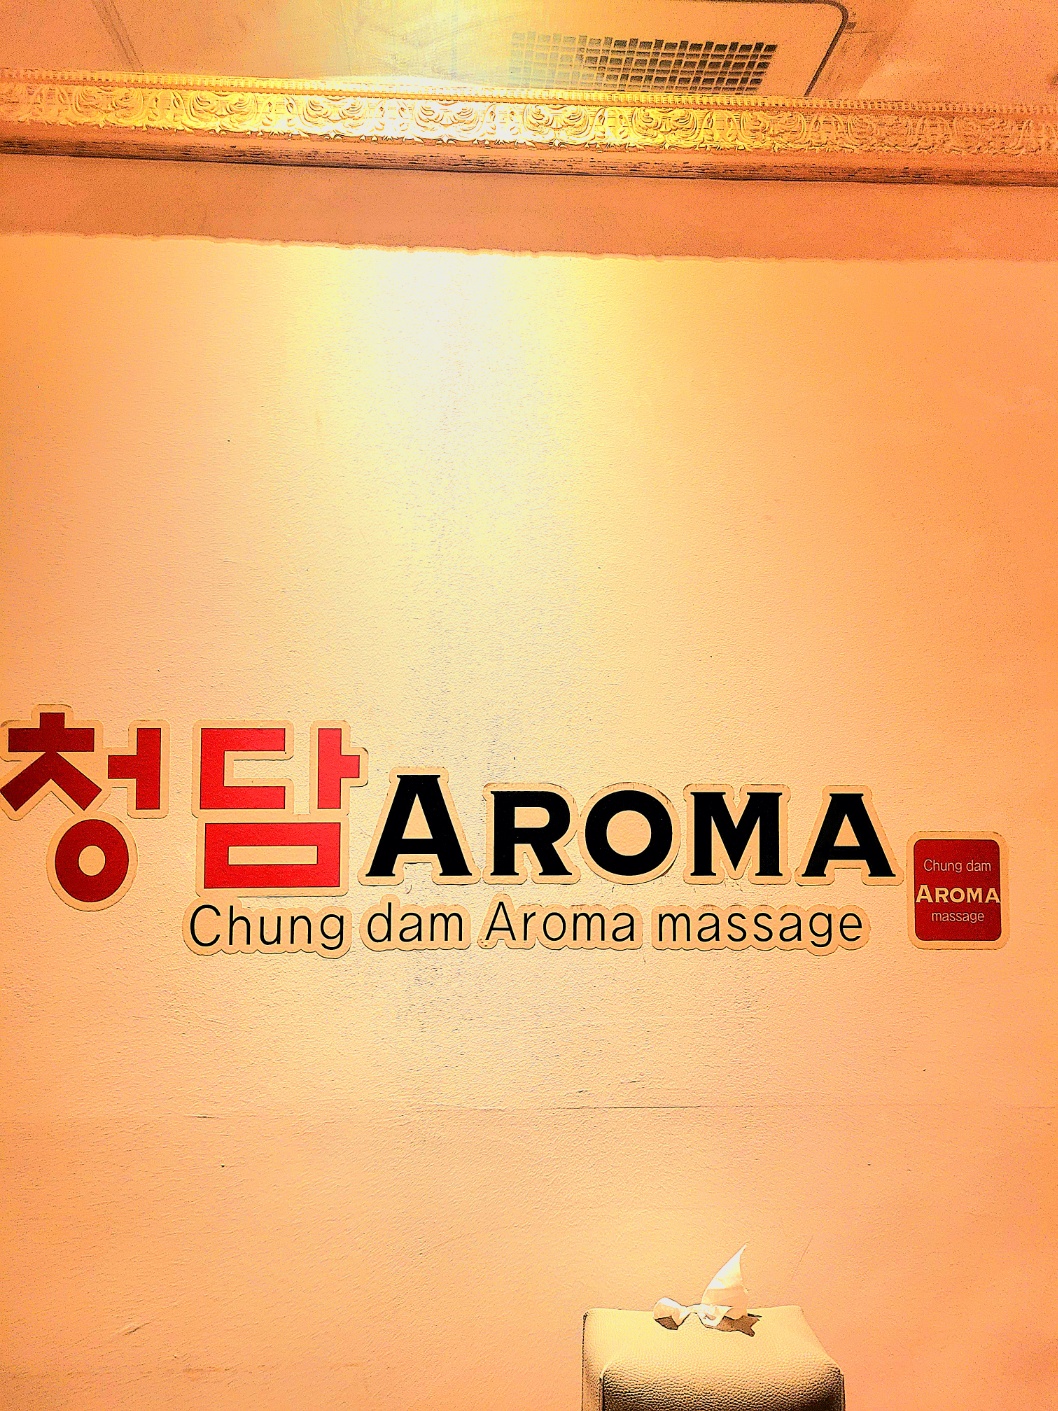 청담AROMA
Chung dam Aroma massage
Chung dam
AROMA
massage